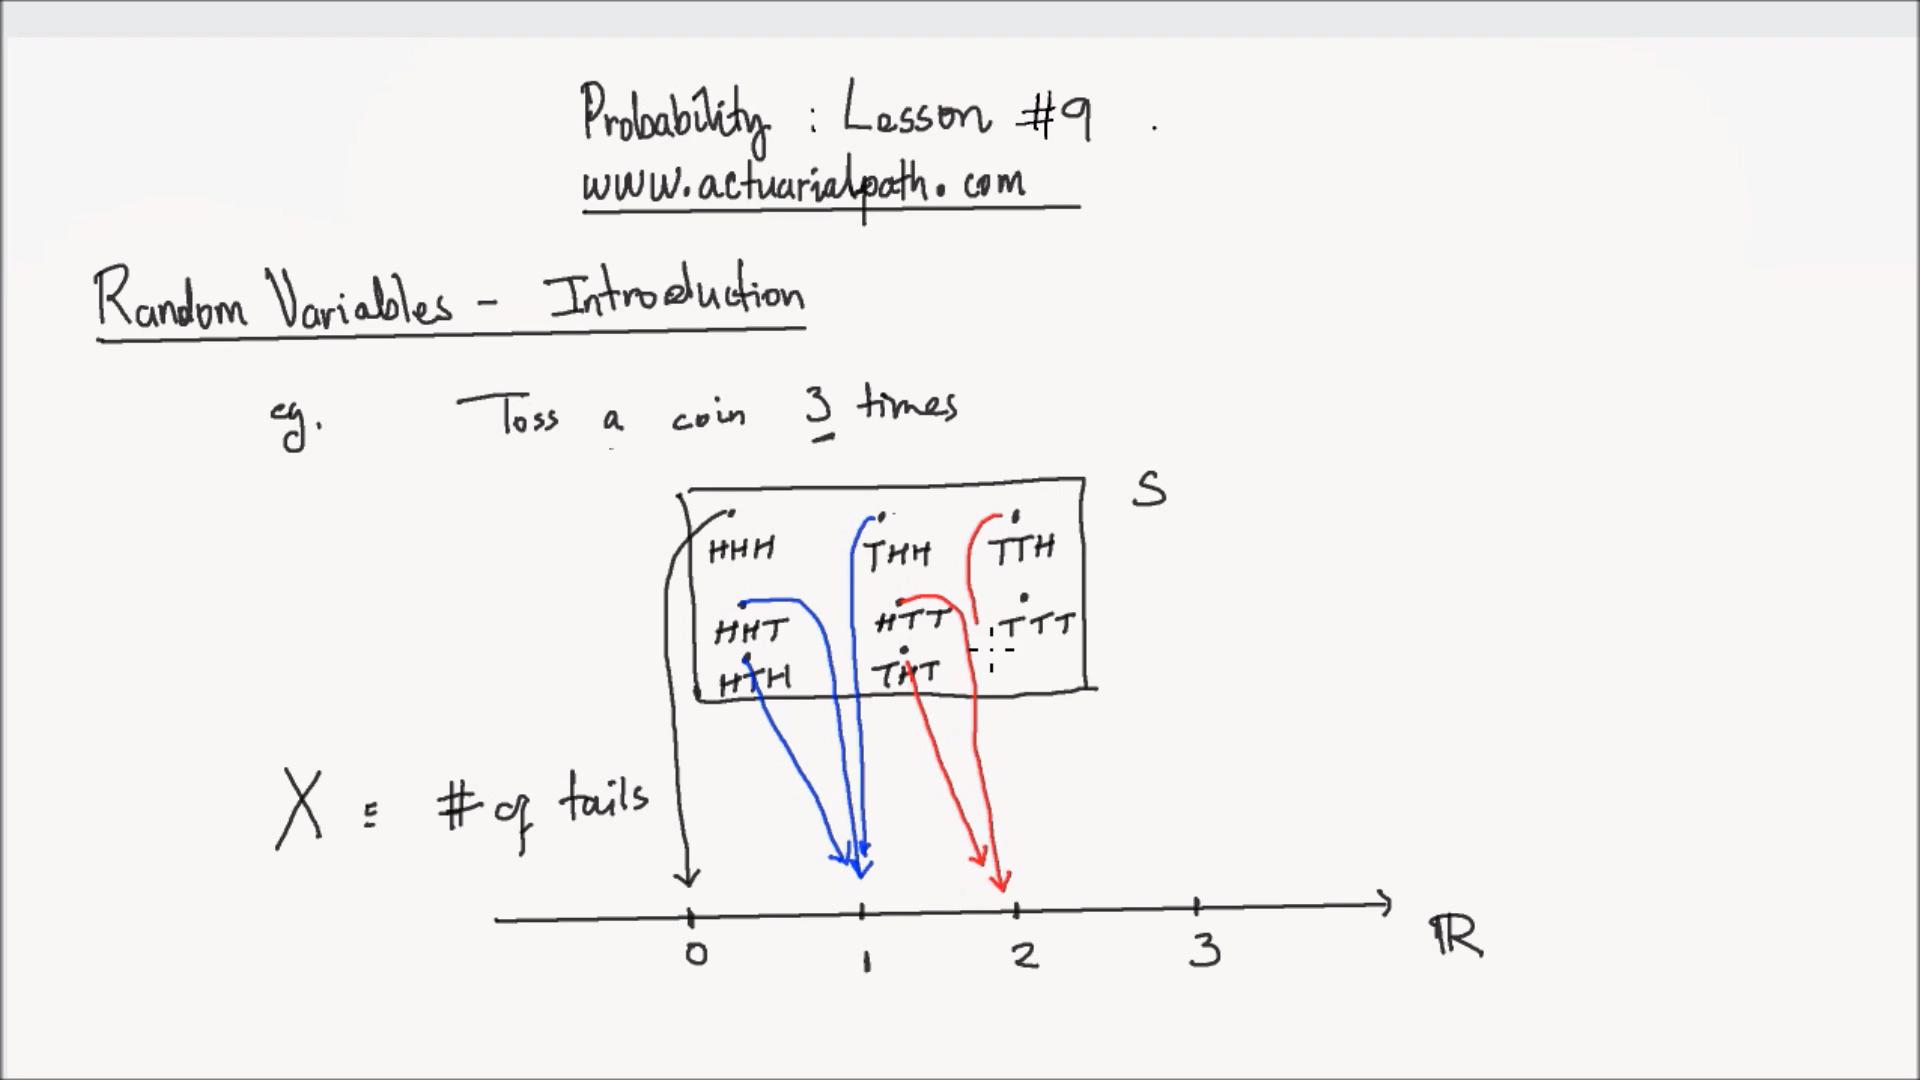 Probability : Lesson #9 .
www.actuarialpath.com
Random Variables - Introduction
eg. Toss a coin 3 times
S
HHH THH TTH
HHT HTT TTT
HTH THT
X = # of tails
0 1 2 3 ℝ